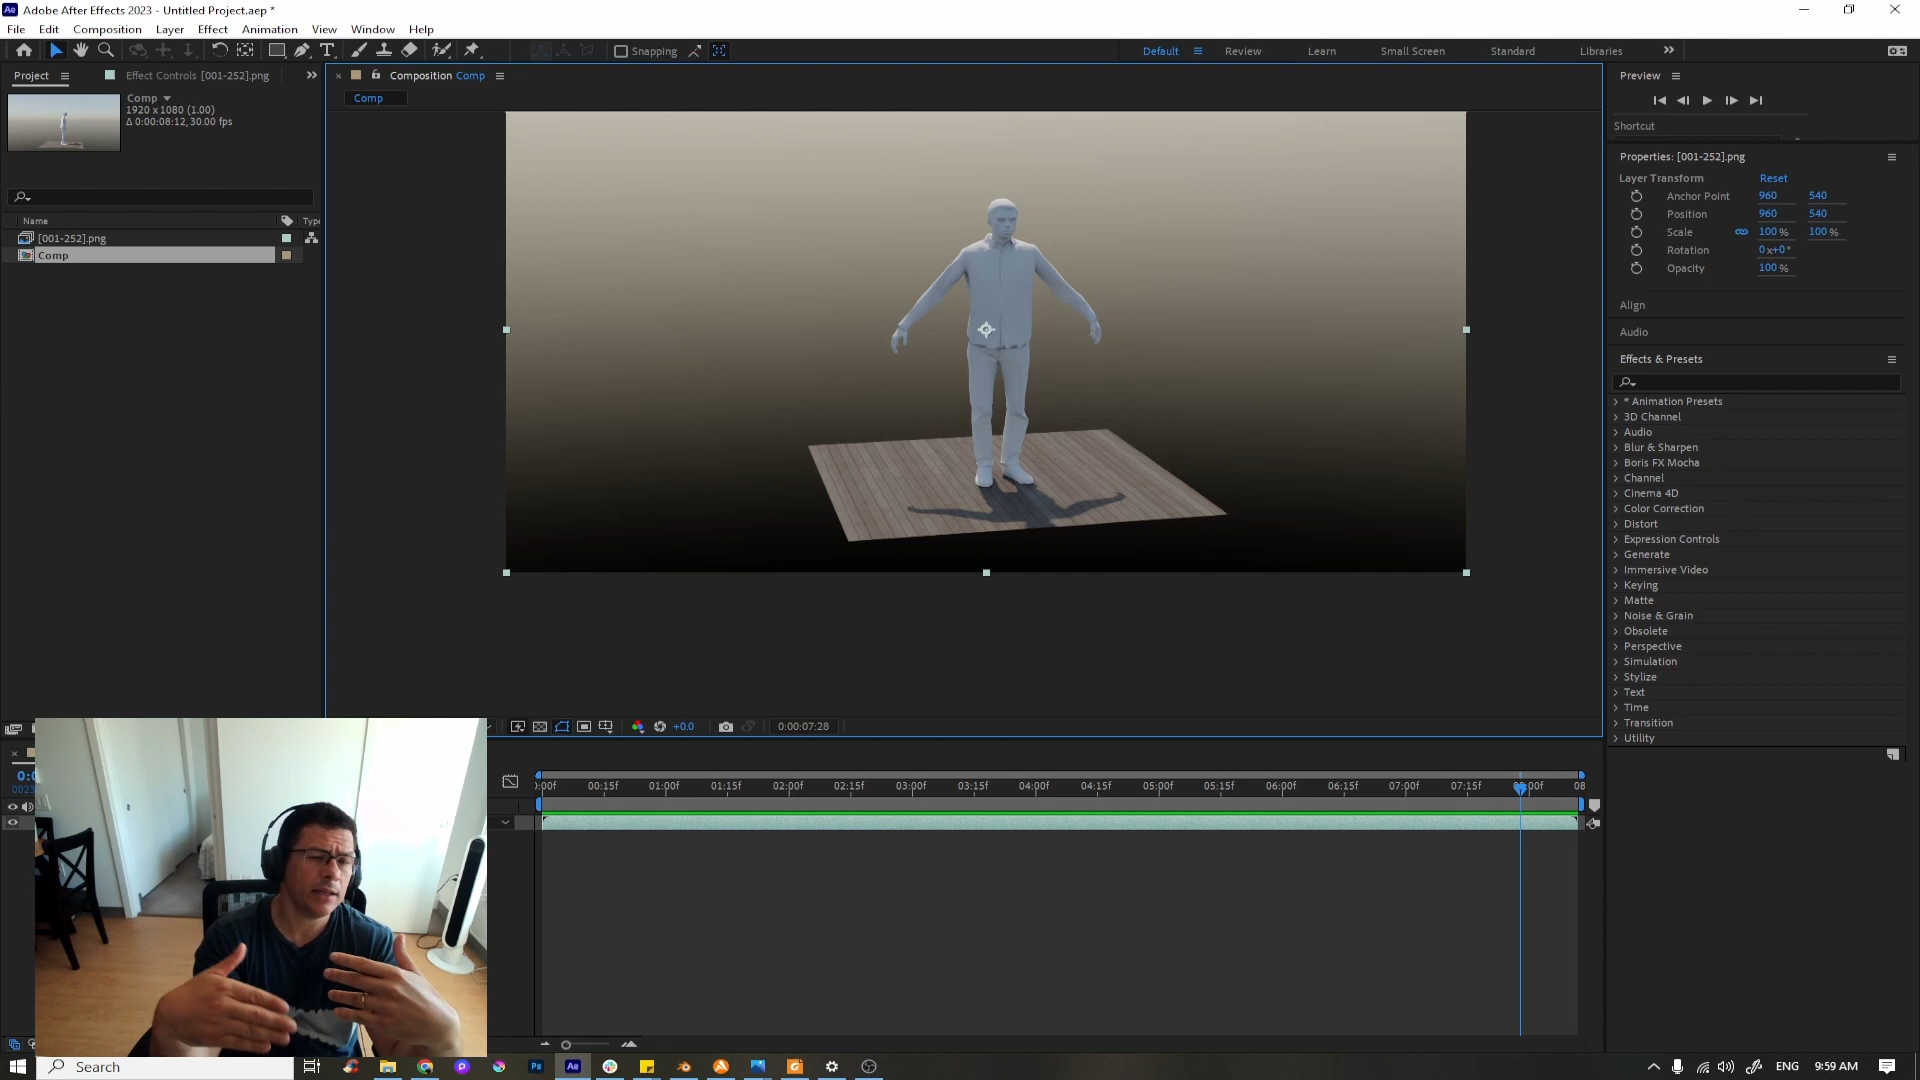 Adobe After Effects 2023 - Untitled Project.aep *
File Edit Composition Layer Effect Animation View Window Help
Snapping
Default Review Learn Small Screen Standard Libraries
Project Effect Controls [001-252].png
Composition Comp
Comp
Comp
1920 x 1080 (1.00)
Δ 0:00:08:12, 30.00 fps
Name Type
[001-252].png
Comp
+0.0 0:00:07:28
Preview
Shortcut
Properties: [001-252].png
Layer Transform Reset
Anchor Point 960 540
Position 960 540
Scale 100 % 100 %
Rotation 0 x+0 °
Opacity 100 %
Align
Audio
Effects & Presets
* Animation Presets
3D Channel
Audio
Blur & Sharpen
Boris FX Mocha
Channel
Cinema 4D
Color Correction
Distort
Expression Controls
Generate
Immersive Video
Keying
Matte
Noise & Grain
Obsolete
Perspective
Simulation
Stylize
Text
Time
Transition
Utility
0:0
0023
):00f 00:15f 01:00f 01:15f 02:00f 02:15f 03:00f 03:15f 04:00f 04:15f 05:00f 05:15f 06:00f 06:15f 07:00f 07:15f 08
Search
Ps Ae
ENG 9:59 AM